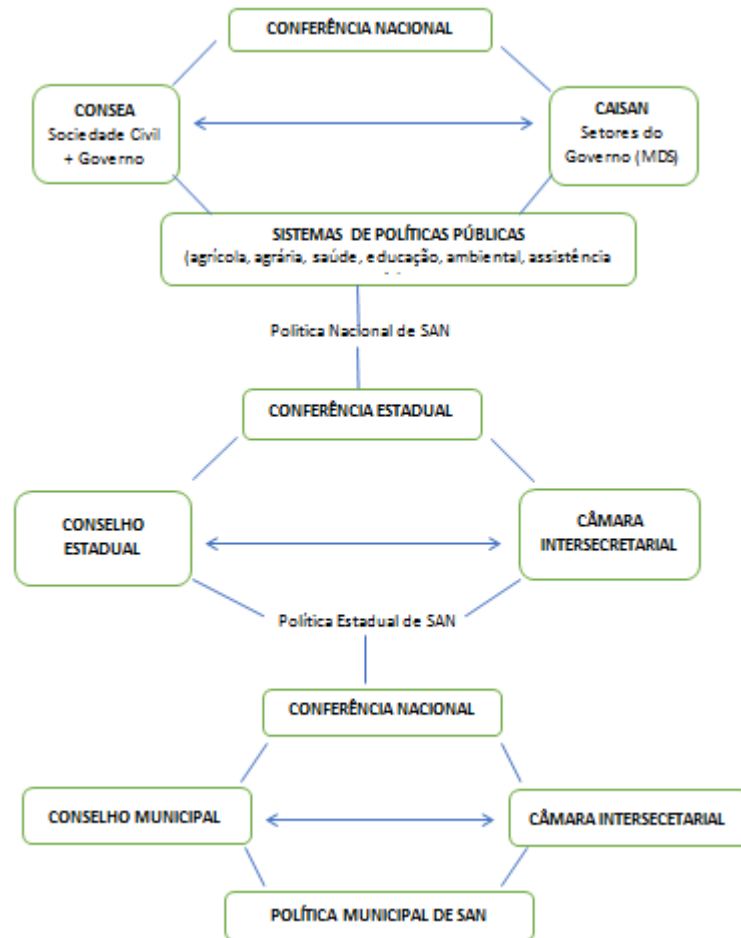 CONFERÊNCIA NACIONAL
CONSEA
Sociedade Civil
+ Governo
CAISAN
Setores do
Governo (MDS)
SISTEMAS DE POLÍTICAS PÚBLICAS
(agrícola, agrária, saúde, educação, ambiental, assistência
Política Nacional de SAN
CONFERÊNCIA ESTADUAL
CONSELHO
ESTADUAL
CÂMARA
INTERSECRETARIAL
Política Estadual de SAN
CONFERÊNCIA NACIONAL
CONSELHO MUNICIPAL
CÂMARA INTERSECETARIAL
POLÍTICA MUNICIPAL DE SAN